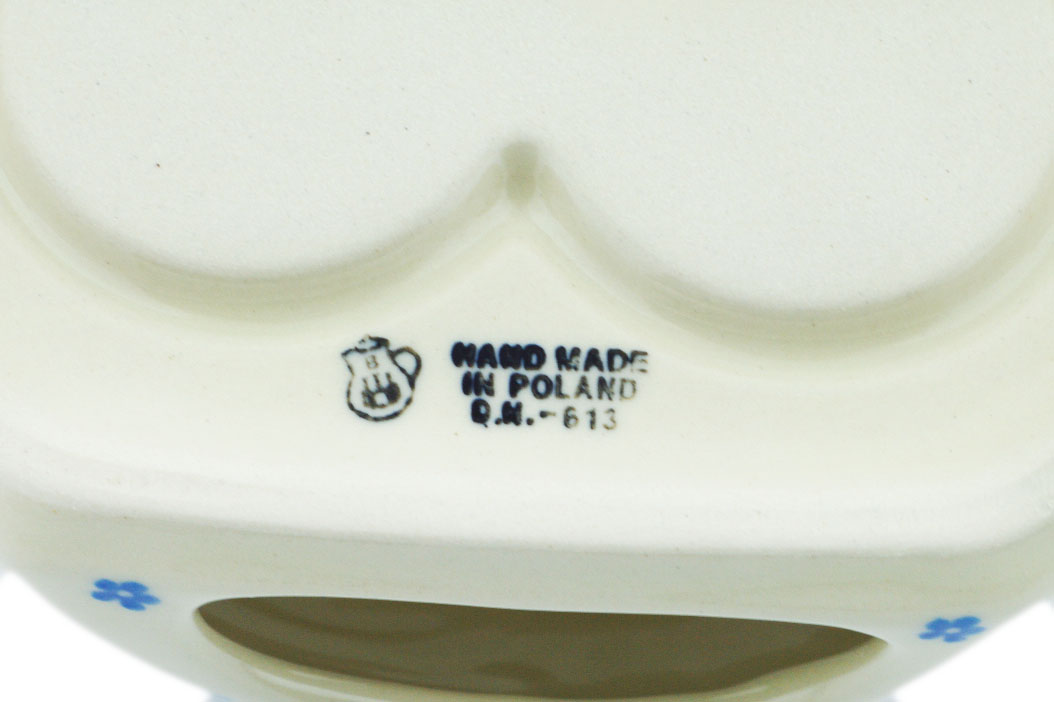 B
HAND MADE
IN POLAND
D.N.-613